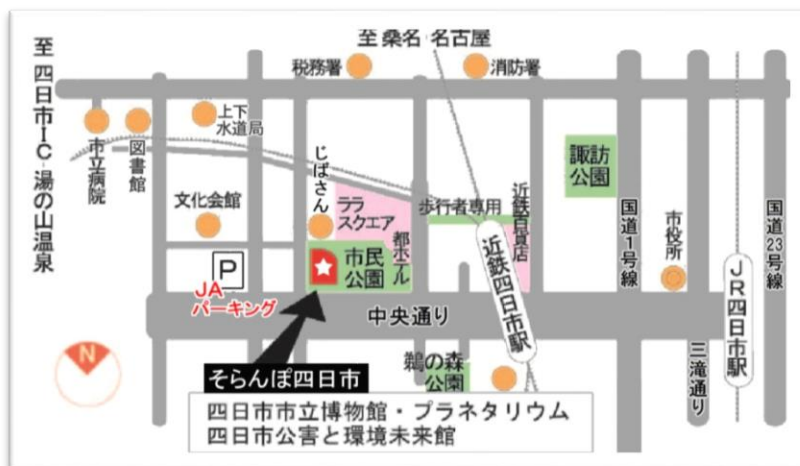 至 桑名 名古屋
税務署
消防署
至 四日市IC・湯の山温泉
市立病院
図書館
上下
水道局
じばさん
文化会館
ララ
スクエア
歩行者専用
近鉄百貨店
諏訪
公園
国道1号線
市役所
国道23号線
P
JA
パーキング
市民
公園
都ホテル
近鉄四日市駅
JR四日市駅
中央通り
三滝通り
N
鵜の森
公園
そらんぽ四日市
四日市市立博物館・プラネタリウム
四日市公害と環境未来館